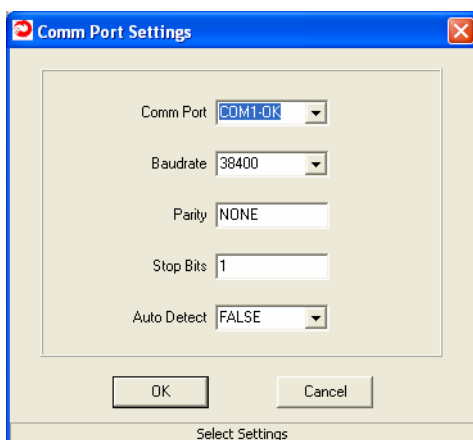 Comm Port Settings
Comm Port COM1-OK
Baudrate 38400
Parity NONE
Stop Bits 1
Auto Detect FALSE
OK Cancel
Select Settings